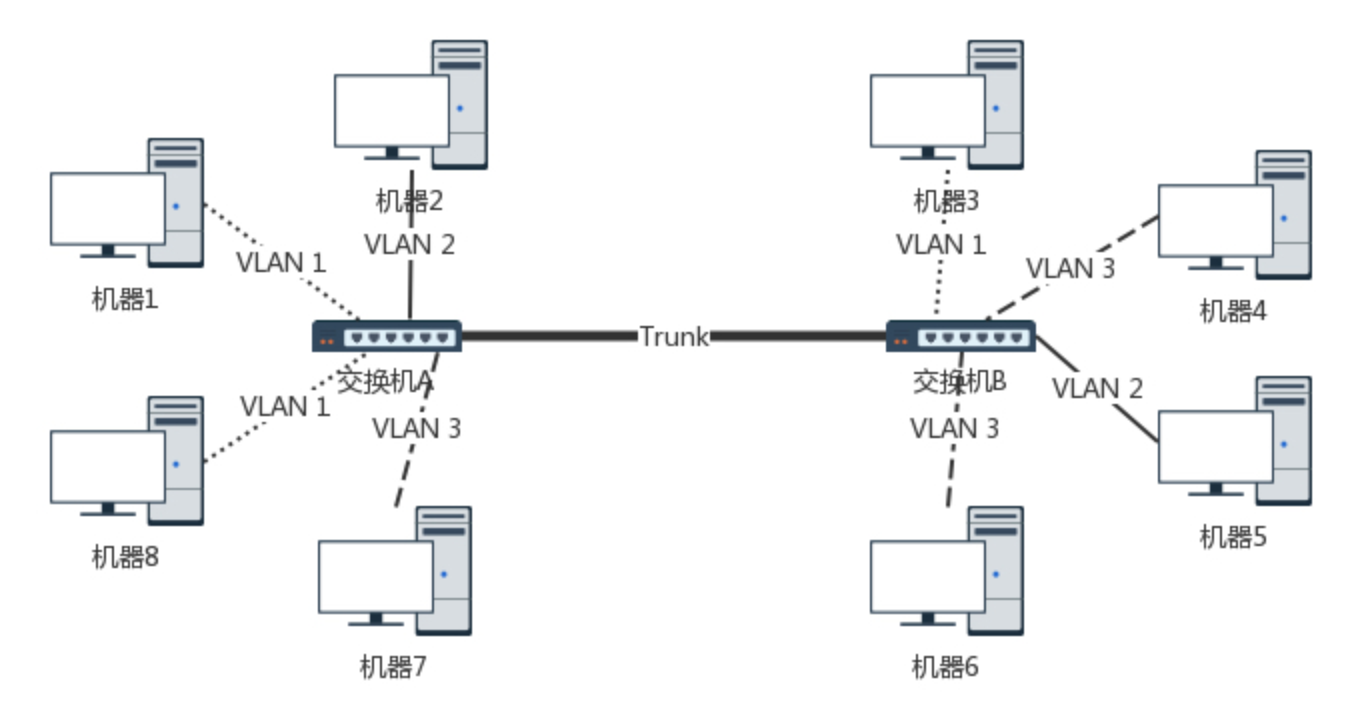 机器2
机器3
VLAN 2
VLAN 1
VLAN 1
VLAN 3
机器1
机器4
Trunk
交换机A
交换机B
VLAN 1
VLAN 3
VLAN 3
VLAN 2
机器8
机器5
机器7
机器6